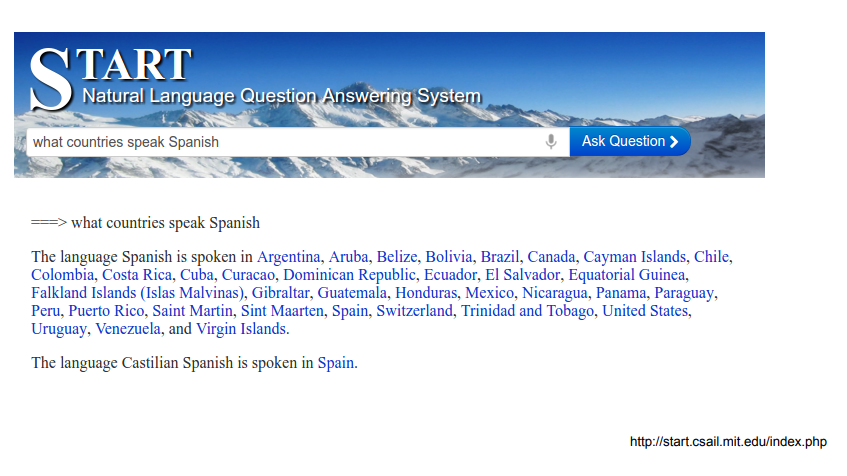 START
Natural Language Question Answering System
what countries speak Spanish
Ask Question
===> what countries speak Spanish
The language Spanish is spoken in Argentina, Aruba, Belize, Bolivia, Brazil, Canada, Cayman Islands, Chile,
Colombia, Costa Rica, Cuba, Curacao, Dominican Republic, Ecuador, El Salvador, Equatorial Guinea,
Falkland Islands (Islas Malvinas), Gibraltar, Guatemala, Honduras, Mexico, Nicaragua, Panama, Paraguay,
Peru, Puerto Rico, Saint Martin, Sint Maarten, Spain, Switzerland, Trinidad and Tobago, United States,
Uruguay, Venezuela, and Virgin Islands.
The language Castilian Spanish is spoken in Spain.
http://start.csail.mit.edu/index.php